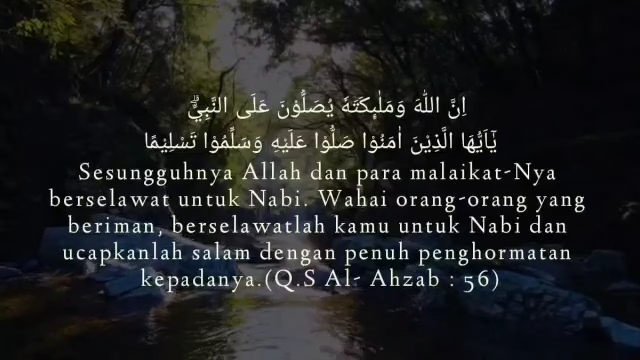 اِنَّ اللّٰهَ وَمَلٰۤىِٕكَتَهٗ يُصَلُّوْنَ عَلَى النَّبِيِّۗ
يٰٓاَيُّهَا الَّذِيْنَ اٰمَنُوْا صَلُّوْا عَلَيْهِ وَسَلِّمُوْا تَسْلِيْمًا
Sesungguhnya Allah dan para malaikat-Nya
berselawat untuk Nabi. Wahai orang-orang yang
beriman, berselawatlah kamu untuk Nabi dan
ucapkanlah salam dengan penuh penghormatan
kepadanya.(Q.S Al- Ahzab : 56)